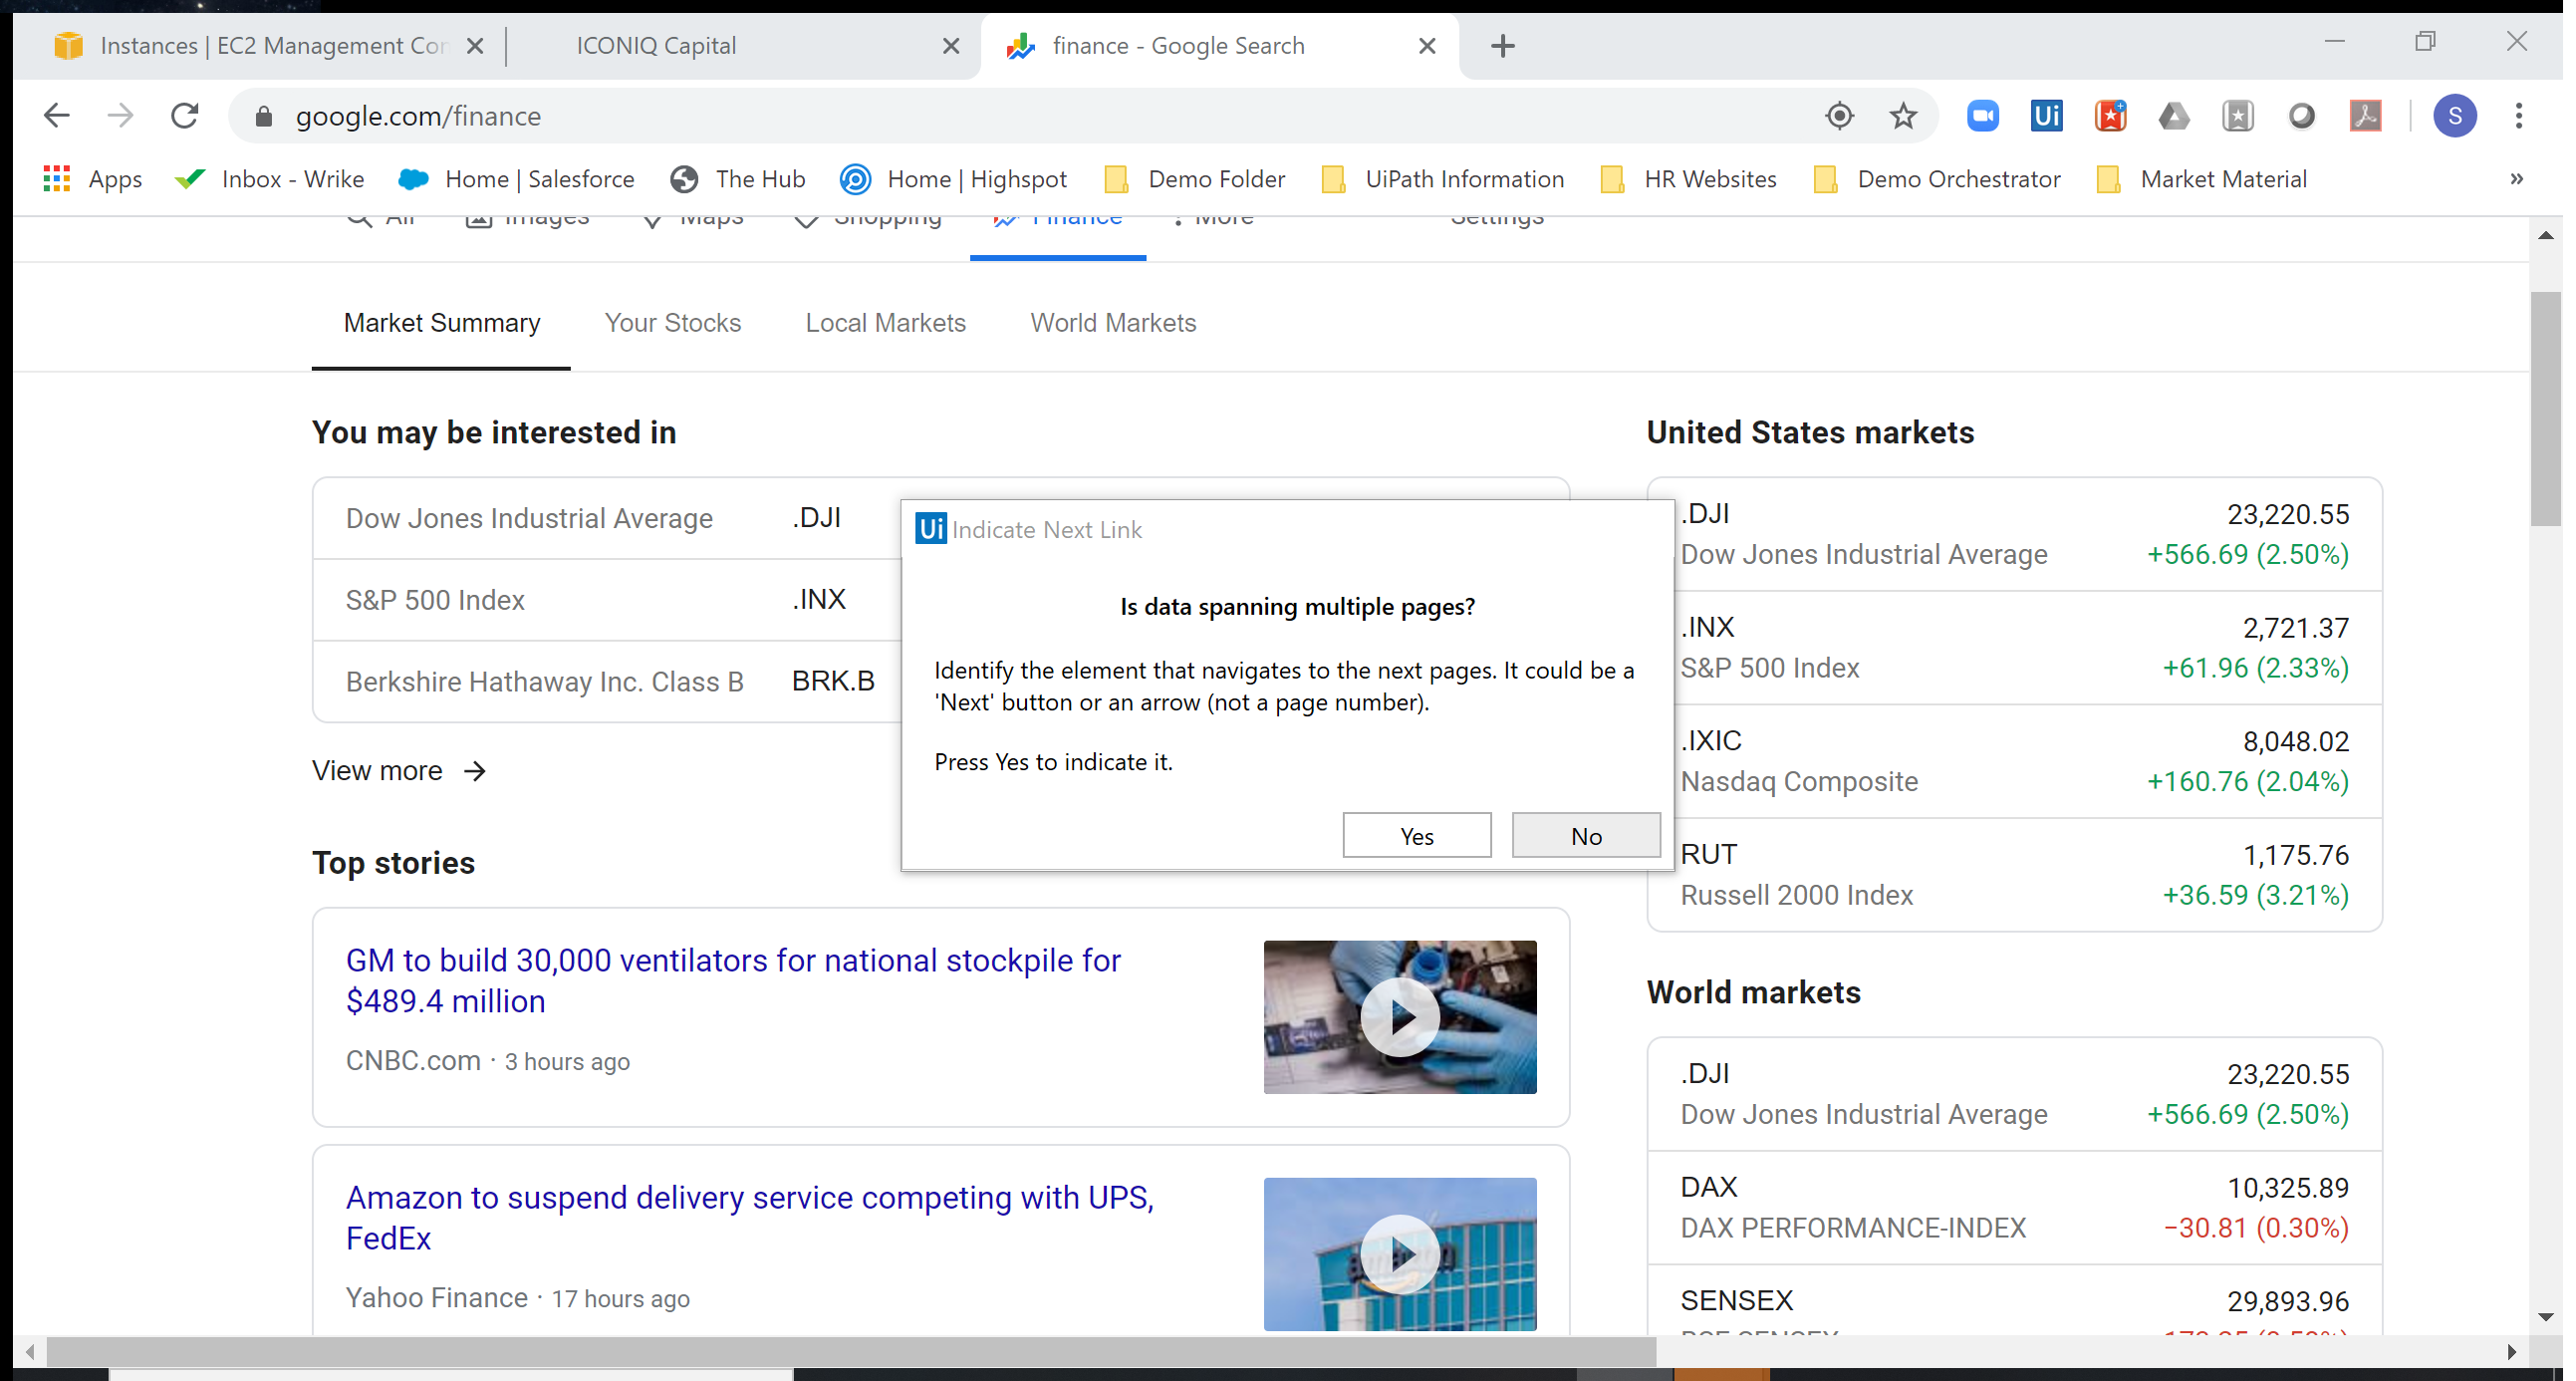 Instances | EC2 Management Con
ICONIQ Capital
finance - Google Search
google.com/finance
Ui
S
Apps
Inbox - Wrike
Home | Salesforce
The Hub
Home | Highspot
Demo Folder
UiPath Information
HR Websites
Demo Orchestrator
Market Material
»
All
Images
Maps
Shopping
Finance
More
Settings
Market Summary
Your Stocks
Local Markets
World Markets
You may be interested in
Dow Jones Industrial Average .DJI
S&P 500 Index .INX
Berkshire Hathaway Inc. Class B BRK.B
View more →
Ui Indicate Next Link
Is data spanning multiple pages?
Identify the element that navigates to the next pages. It could be a
'Next' button or an arrow (not a page number).
Press Yes to indicate it.
Yes
No
Top stories
GM to build 30,000 ventilators for national stockpile for
$489.4 million
CNBC.com · 3 hours ago
Amazon to suspend delivery service competing with UPS,
FedEx
Yahoo Finance · 17 hours ago
United States markets
.DJI 23,220.55
Dow Jones Industrial Average +566.69 (2.50%)
.INX 2,721.37
S&P 500 Index +61.96 (2.33%)
.IXIC 8,048.02
Nasdaq Composite +160.76 (2.04%)
RUT 1,175.76
Russell 2000 Index +36.59 (3.21%)
World markets
.DJI 23,220.55
Dow Jones Industrial Average +566.69 (2.50%)
DAX 10,325.89
DAX PERFORMANCE-INDEX −30.81 (0.30%)
SENSEX 29,893.96